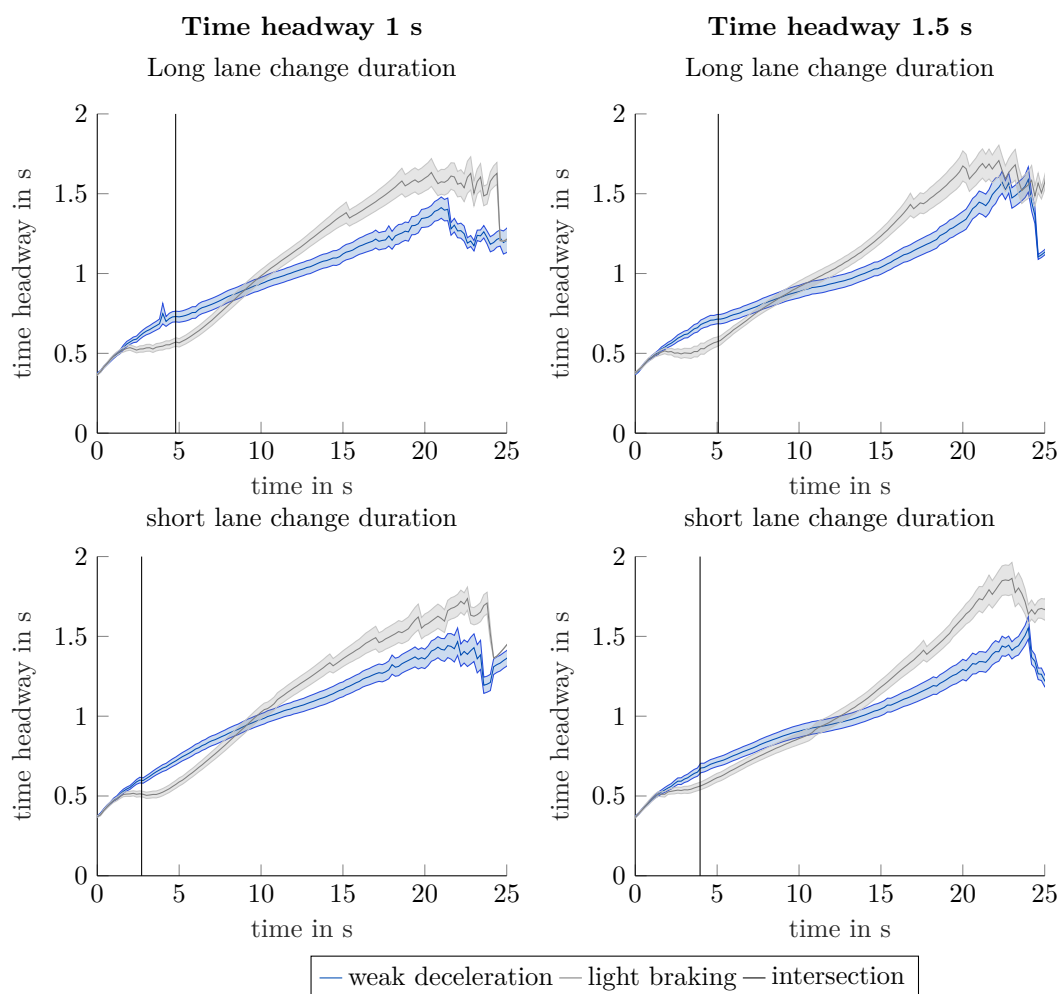 Time headway 1 s
Time headway 1.5 s
Long lane change duration
Long lane change duration
2
1.5
1
0.5
0
time headway in s
0 5 10 15 20 25
time in s
2
1.5
1
0.5
0
time headway in s
0 5 10 15 20 25
time in s
short lane change duration
short lane change duration
2
1.5
1
0.5
0
time headway in s
0 5 10 15 20 25
time in s
2
1.5
1
0.5
0
time headway in s
0 5 10 15 20 25
time in s
weak deceleration light braking intersection